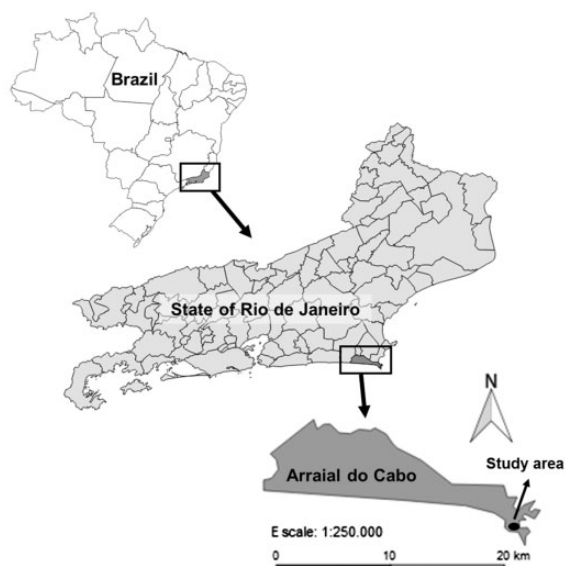 Brazil
State of Rio de Janeiro
N
Study area
Arraial do Cabo
E scale: 1:250.000
0 10 20 km